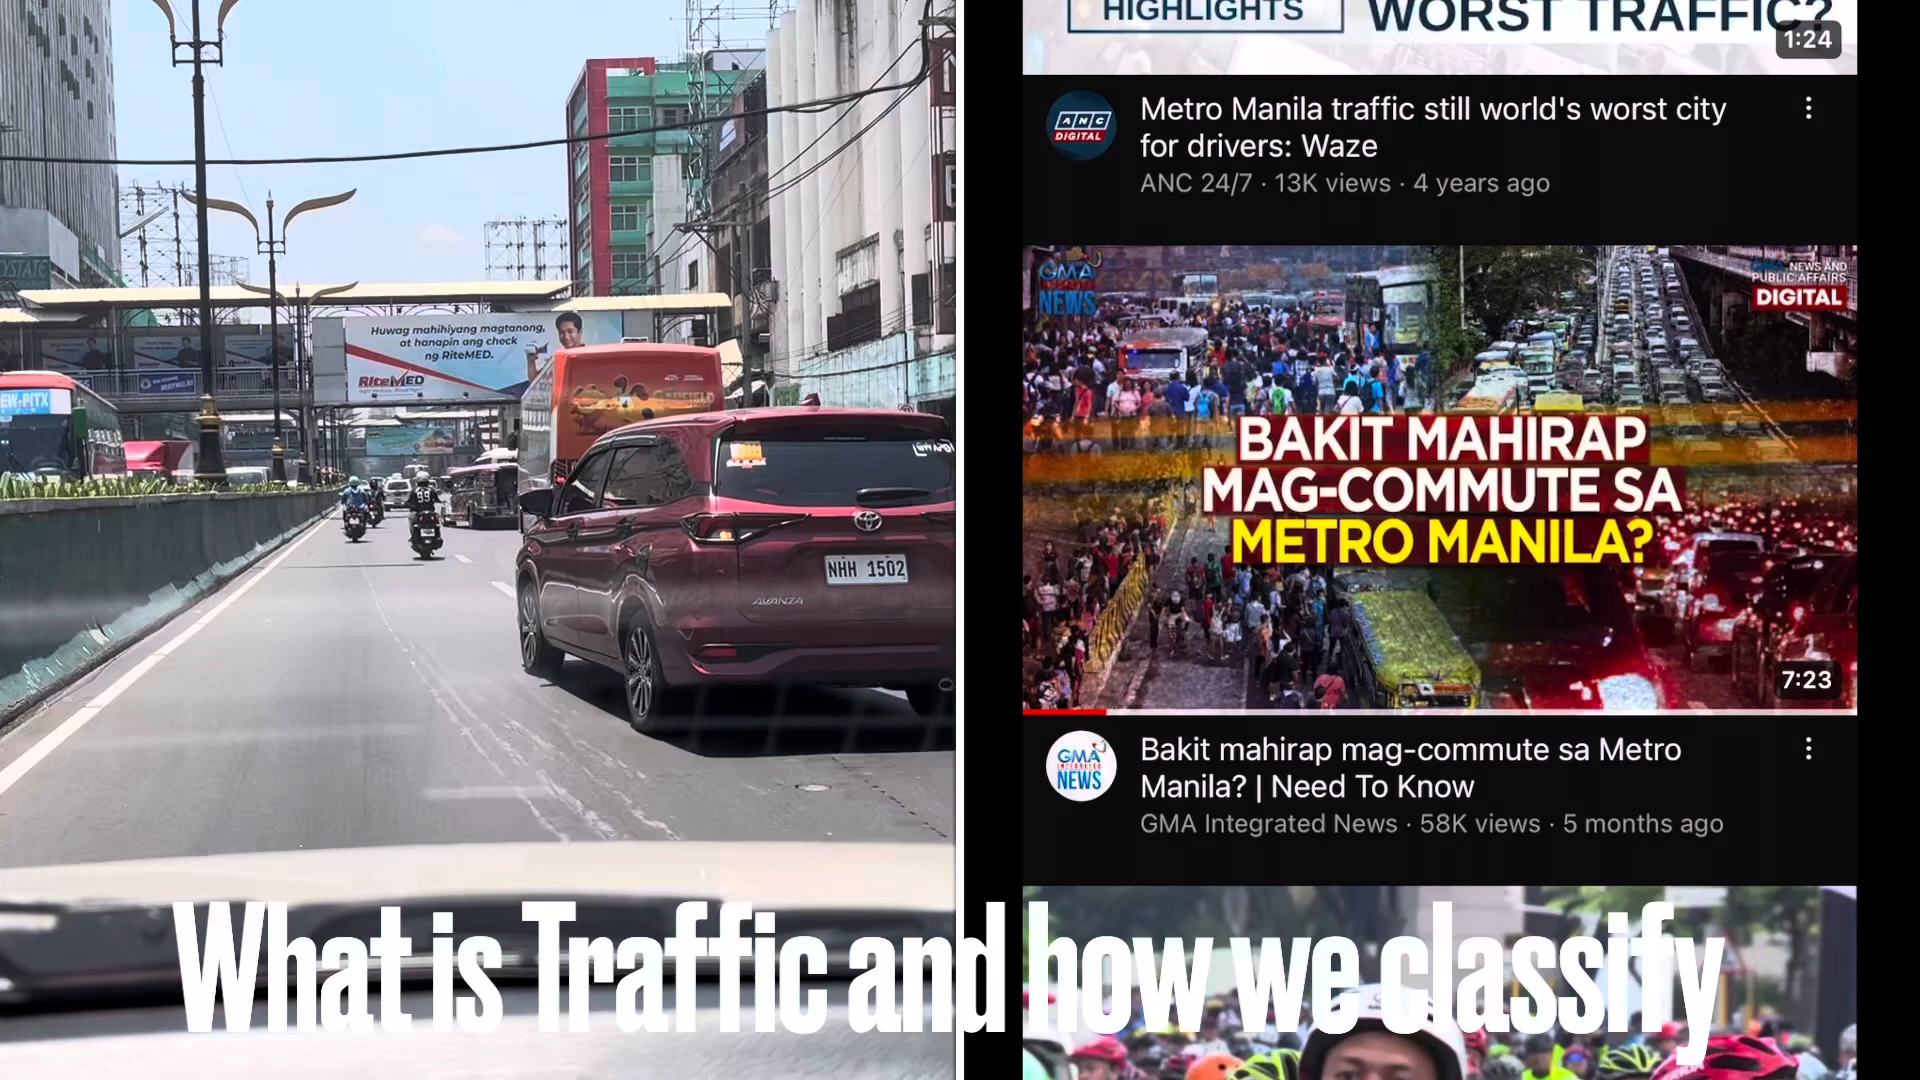 Huwag mahihiyang magtanong,
at hanapin ang check
ng RiteMED.
RiteMED
EW-PITX
GARFIELD
99
NHH 1502
AVANZA
HIGHLIGHTS
WORST TRAFFIC?
1:24
ANC
DIGITAL
Metro Manila traffic still world's worst city
for drivers: Waze
ANC 24/7 · 13K views · 4 years ago
GMA
INTEGRATED
NEWS
NEWS AND
PUBLIC AFFAIRS
DIGITAL
BAKIT MAHIRAP
MAG-COMMUTE SA
METRO MANILA?
7:23
GMA
INTEGRATED
NEWS
Bakit mahirap mag-commute sa Metro
Manila? | Need To Know
GMA Integrated News · 58K views · 5 months ago
What is Traffic and how we classify